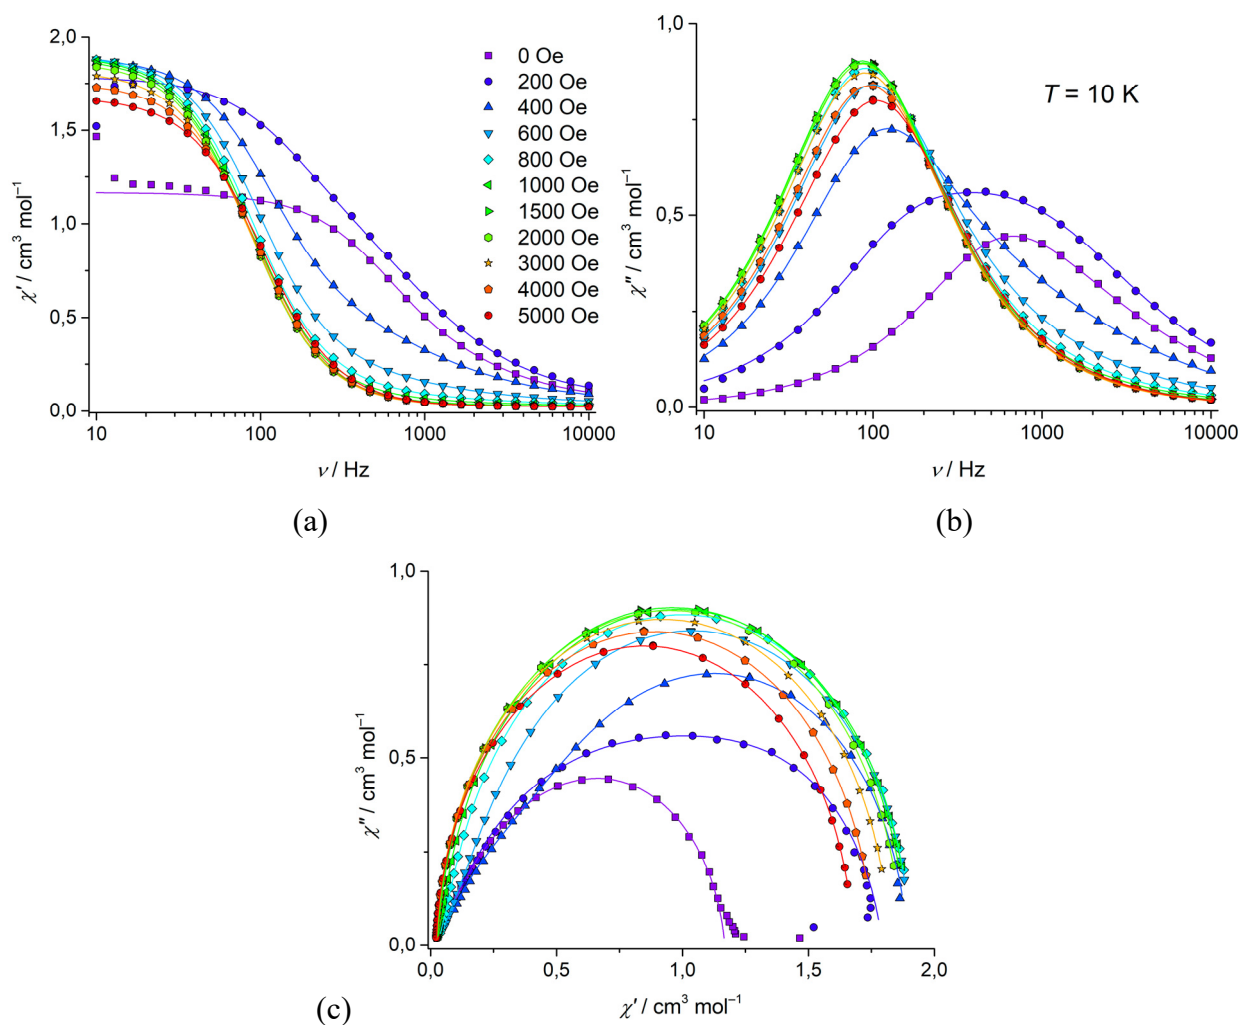 2,0
1,5
1,0
0,5
0,0
χ′ / cm³ mol⁻¹
10
100
1000
10000
ν / Hz
0 Oe
200 Oe
400 Oe
600 Oe
800 Oe
1000 Oe
1500 Oe
2000 Oe
3000 Oe
4000 Oe
5000 Oe
(a)
1,0
0,5
0,0
χ″ / cm³ mol⁻¹
T = 10 K
10
100
1000
10000
ν / Hz
(b)
1,0
0,5
0,0
χ″ / cm³ mol⁻¹
0,0
0,5
1,0
1,5
2,0
χ′ / cm³ mol⁻¹
(c)